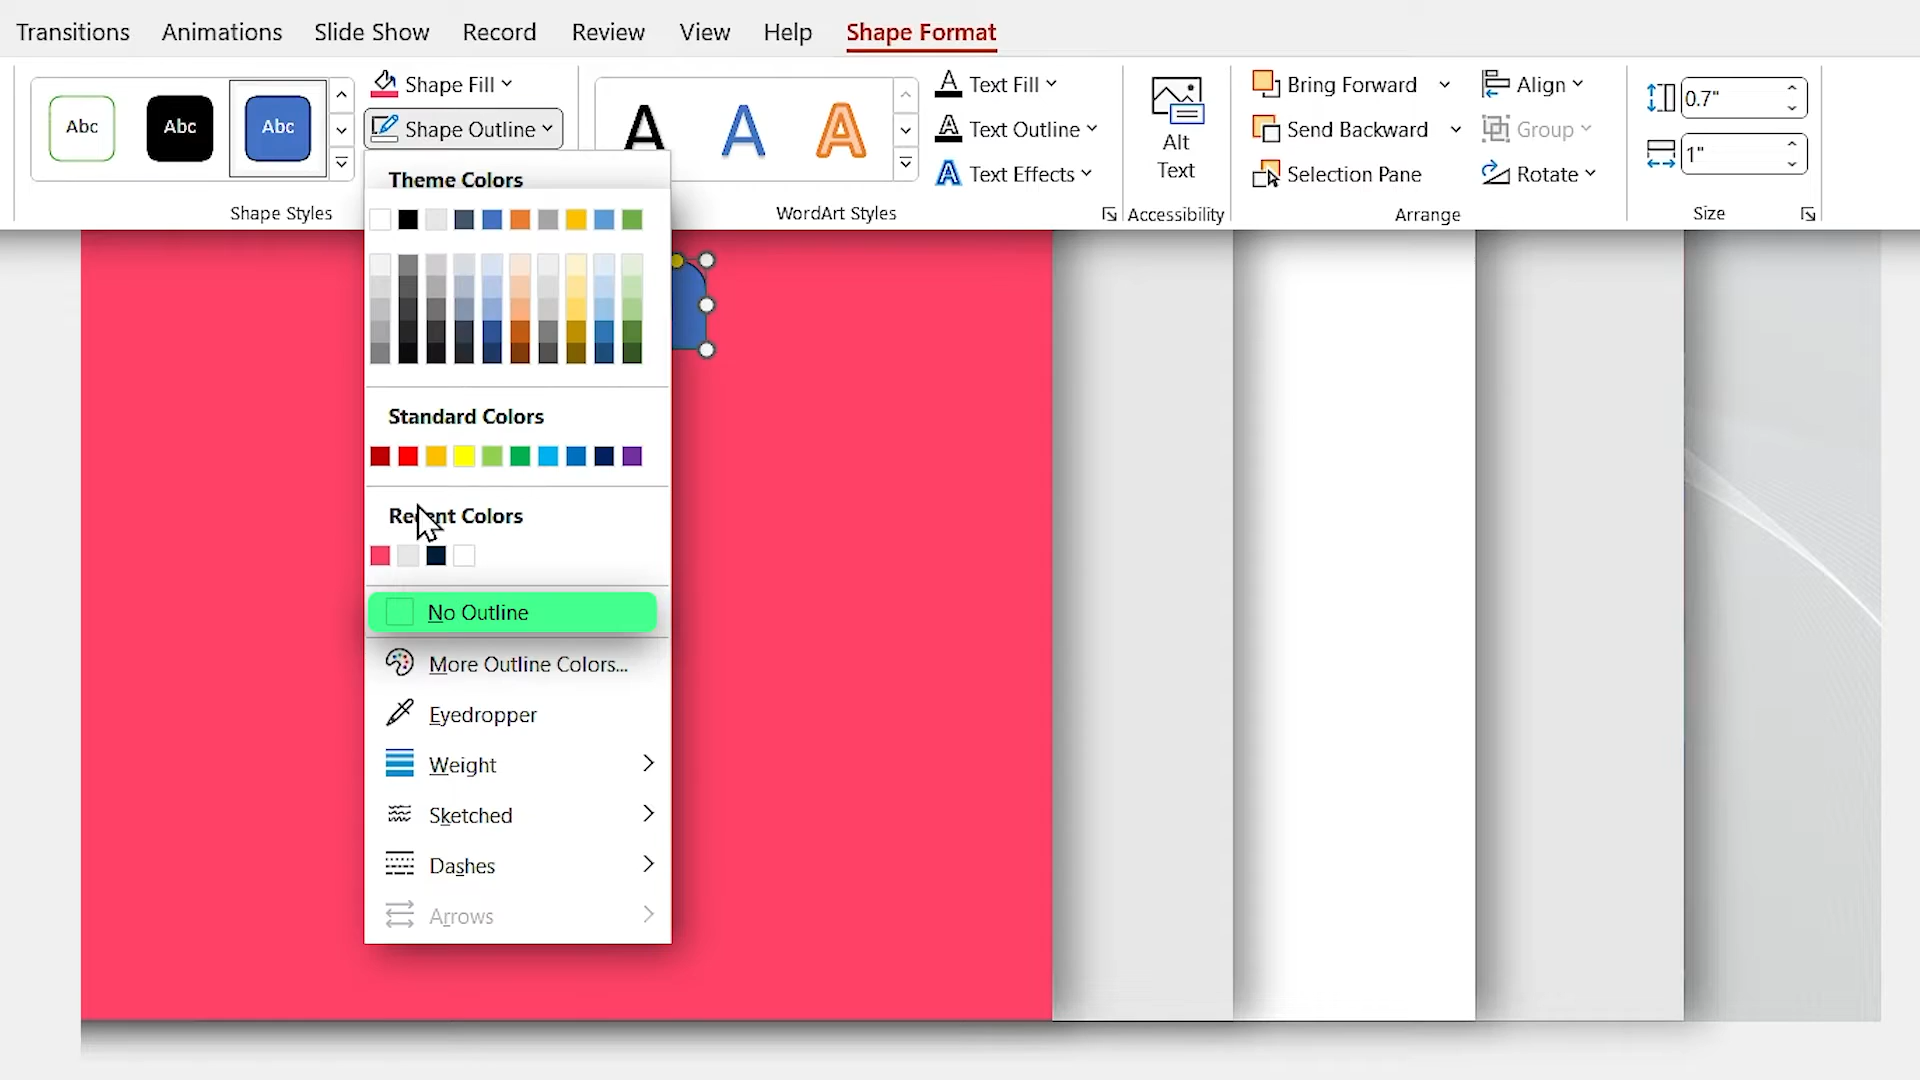 Transitions Animations Slide Show Record Review View Help Shape Format
Abc Abc Abc
Shape Fill
Shape Outline
Shape Styles
A A A
WordArt Styles
A Text Fill
A Text Outline
A Text Effects
Alt
Text
Accessibility
Bring Forward
Send Backward
Selection Pane
Align
Group
Rotate
Arrange
0.7"
1"
Size
Theme Colors
Standard Colors
Recent Colors
No Outline
More Outline Colors...
Eyedropper
Weight
Sketched
Dashes
Arrows